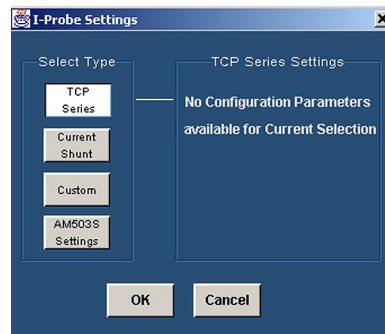 I-Probe Settings
Select Type
TCP
Series
Current
Shunt
Custom
AM503S
Settings
TCP Series Settings
No Configuration Parameters
available for Current Selection
OK
Cancel